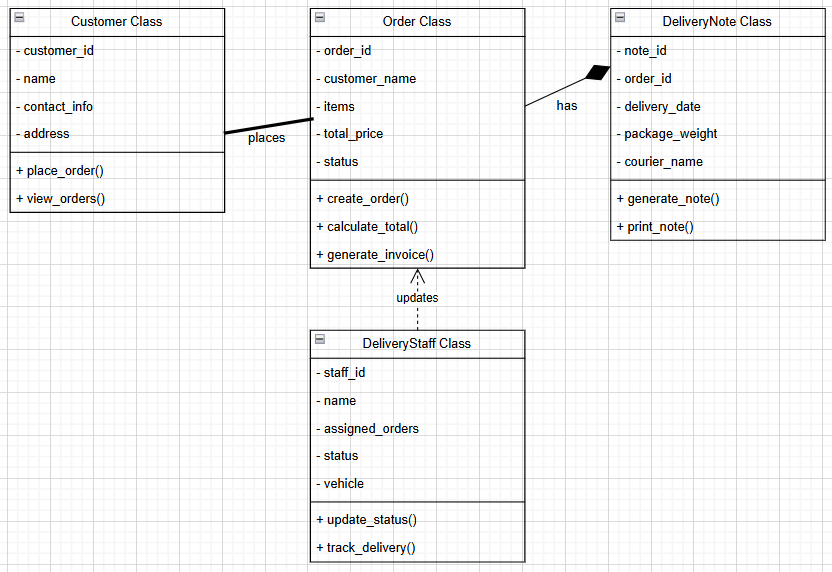 Customer Class
- customer_id
- name
- contact_info
- address
+ place_order()
+ view_orders()
places
Order Class
- order_id
- customer_name
- items
- total_price
- status
+ create_order()
+ calculate_total()
+ generate_invoice()
has
DeliveryNote Class
- note_id
- order_id
- delivery_date
- package_weight
- courier_name
+ generate_note()
+ print_note()
updates
DeliveryStaff Class
- staff_id
- name
- assigned_orders
- status
- vehicle
+ update_status()
+ track_delivery()